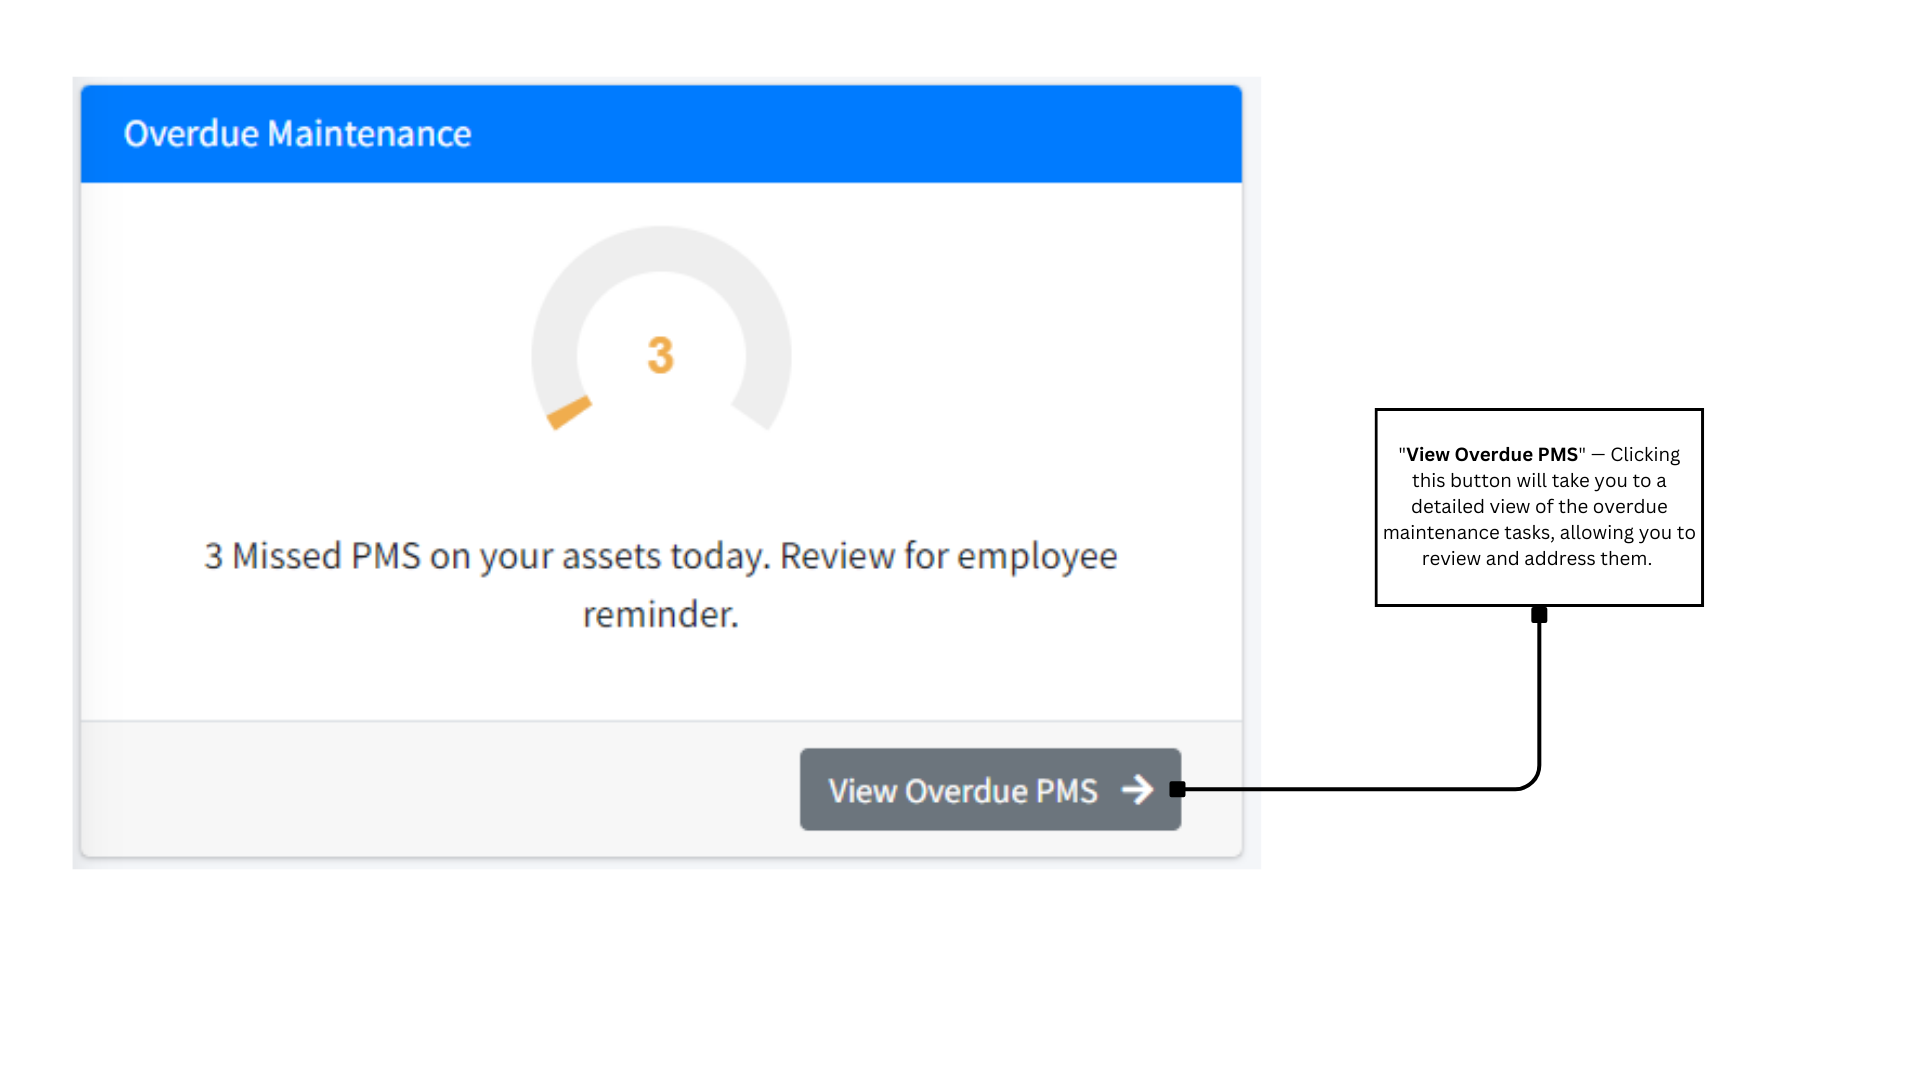 Overdue Maintenance
3
3 Missed PMS on your assets today. Review for employee
reminder.
View Overdue PMS
"View Overdue PMS" — Clicking
this button will take you to a
detailed view of the overdue
maintenance tasks, allowing you to
review and address them.